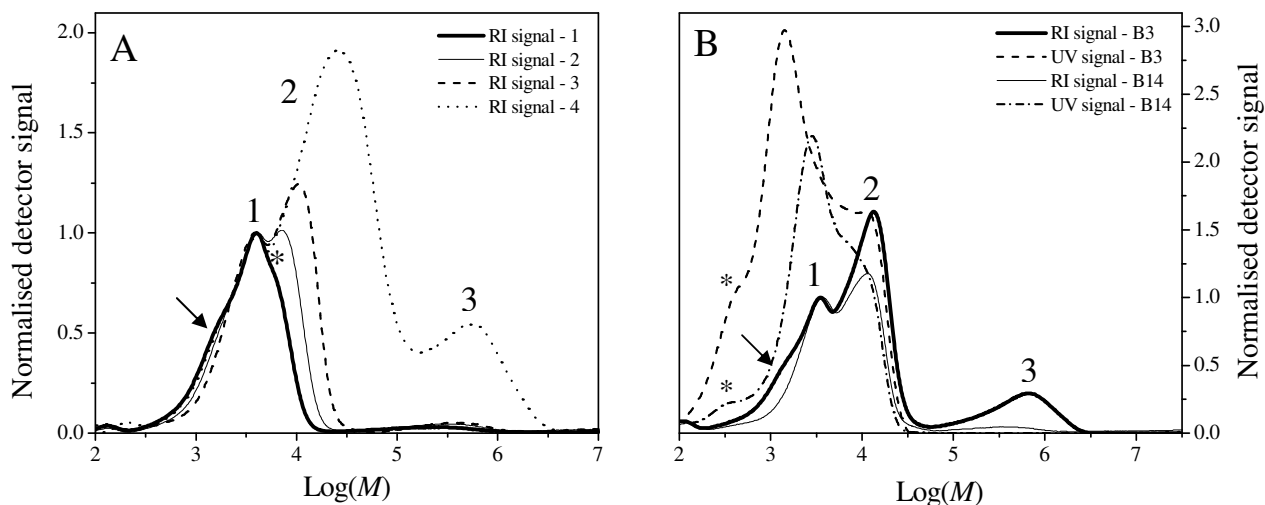 A
RI signal - 1
RI signal - 2
RI signal - 3
RI signal - 4
2
1
*
3
Normalised detector signal
2.0
1.5
1.0
0.5
0.0
2 3 4 5 6 7
Log(M)
B
RI signal - B3
UV signal - B3
RI signal - B14
UV signal - B14
*
2
1
*
3
3.0
2.5
2.0
1.5
1.0
0.5
0.0
Normalised detector signal
2 3 4 5 6 7
Log(M)